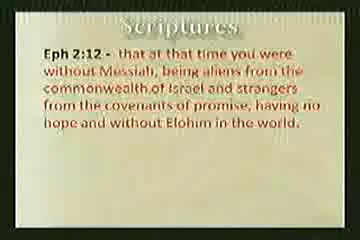 Scriptures
Eph 2:12 - that at that time you were
without Messiah, being aliens from the
commonwealth of Israel and strangers
from the covenants of promise, having no
hope and without Elohim in the world.